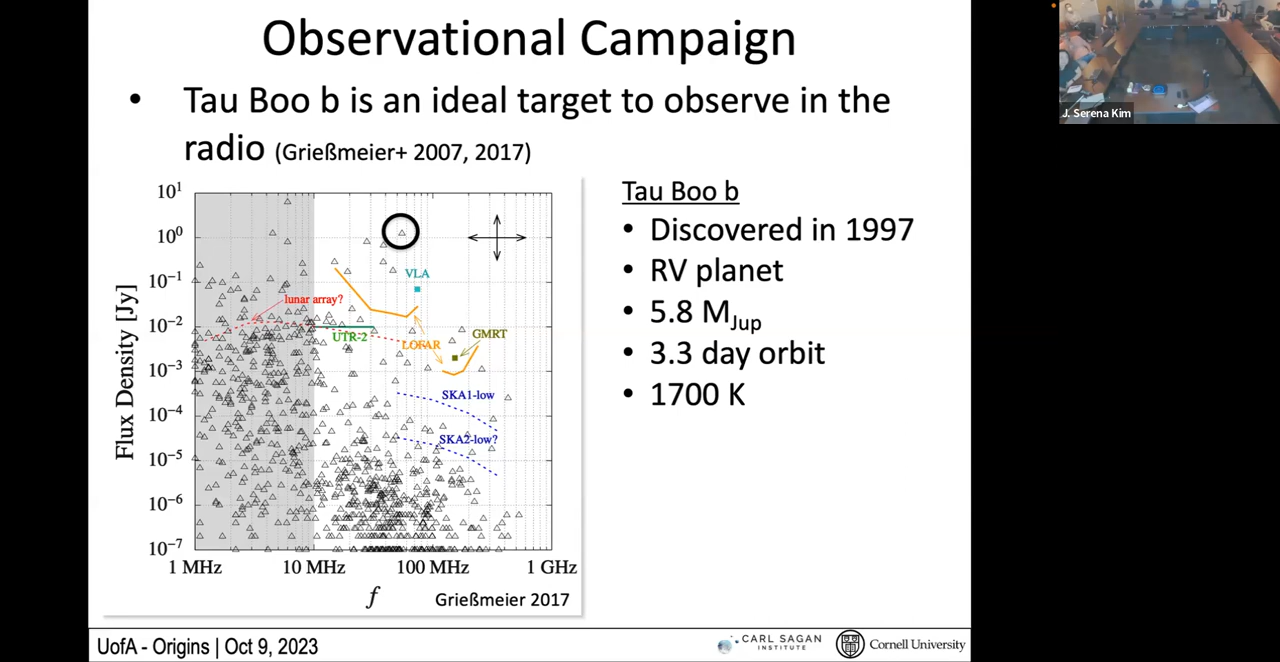 Observational Campaign
• Tau Boo b is an ideal target to observe in the
radio (Grießmeier+ 2007, 2017)
10¹
10⁰
10⁻¹
10⁻²
10⁻³
10⁻⁴
10⁻⁵
10⁻⁶
10⁻⁷
Flux Density [Jy]
VLA
lunar array?
UTR-2
LOFAR
GMRT
SKA1-low
SKA2-low?
1 MHz
10 MHz
100 MHz
1 GHz
f
Grießmeier 2017
Tau Boo b
• Discovered in 1997
• RV planet
• 5.8 M_Jup
• 3.3 day orbit
• 1700 K
UofA - Origins | Oct 9, 2023
CARL SAGAN
INSTITUTE
Cornell University
J. Serena Kim